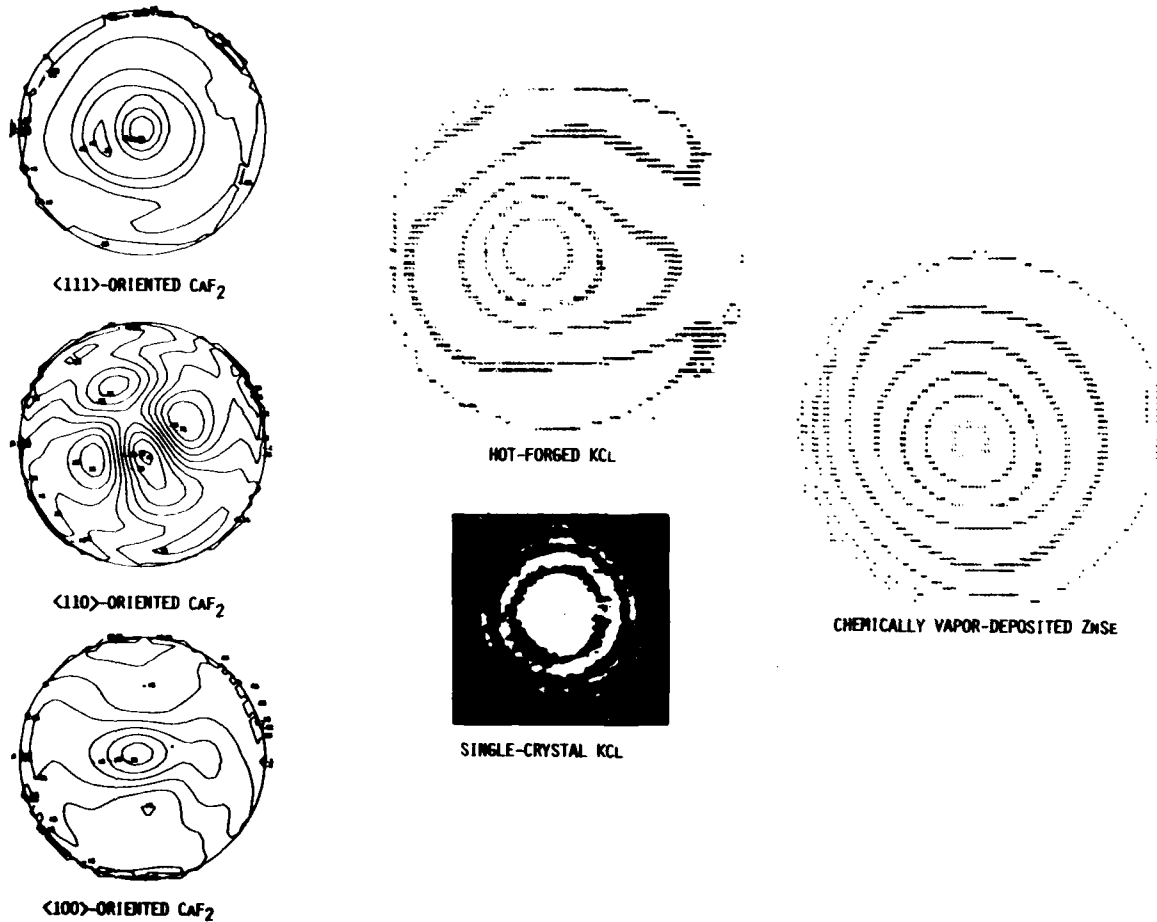 <111>-ORIENTED CAF2
<110>-ORIENTED CAF2
<100>-ORIENTED CAF2
HOT-FORGED KCL
SINGLE-CRYSTAL KCL
CHEMICALLY VAPOR-DEPOSITED ZNSE